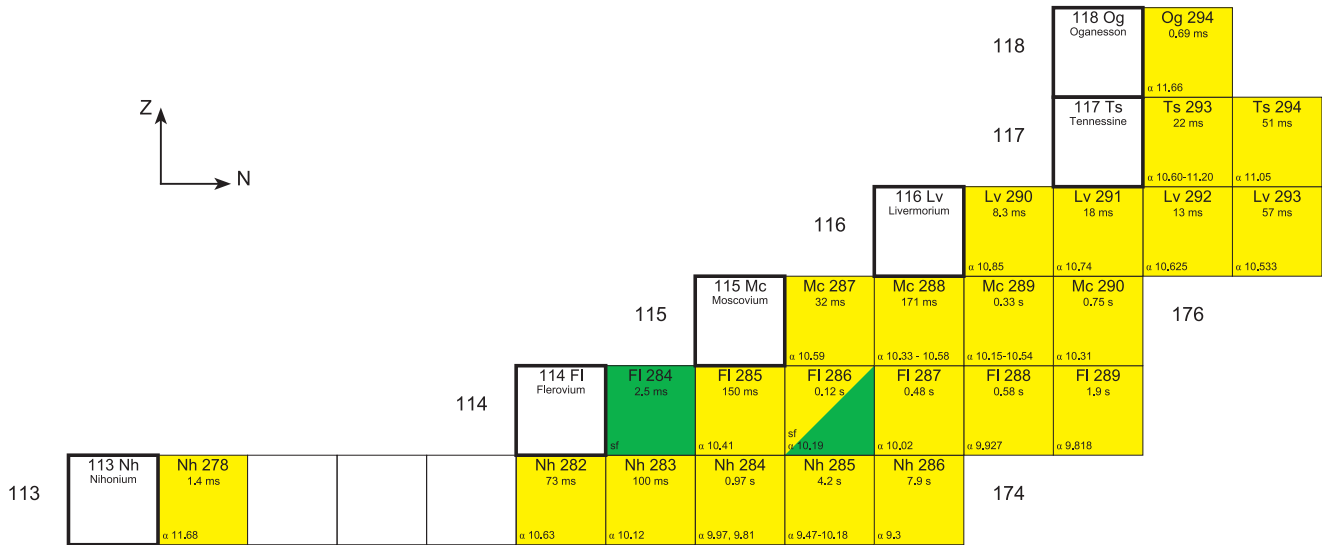 118
118 Og
Oganesson
Og 294
0.69 ms
α 11.66
Z
N
117
117 Ts
Tennessine
Ts 293
22 ms
α 10.60-11.20
Ts 294
51 ms
α 11.05
116
116 Lv
Livermorium
Lv 290
8.3 ms
α 10.85
Lv 291
18 ms
α 10.74
Lv 292
13 ms
α 10.625
Lv 293
57 ms
α 10.533
115
115 Mc
Moscovium
Mc 287
32 ms
α 10.59
Mc 288
171 ms
α 10.33 - 10.58
Mc 289
0.33 s
α 10.15-10.54
Mc 290
0.75 s
α 10.31
176
114
114 Fl
Flerovium
Fl 284
2.5 ms
sf
Fl 285
150 ms
α 10.41
Fl 286
0.12 s
sf
α 10.19
Fl 287
0.48 s
α 10.02
Fl 288
0.58 s
α 9.927
Fl 289
1.9 s
α 9.818
113
113 Nh
Nihonium
Nh 278
1.4 ms
α 11.68
Nh 282
73 ms
α 10.63
Nh 283
100 ms
α 10.12
Nh 284
0.97 s
α 9.97, 9.81
Nh 285
4.2 s
α 9.47-10.18
Nh 286
7.9 s
α 9.3
174